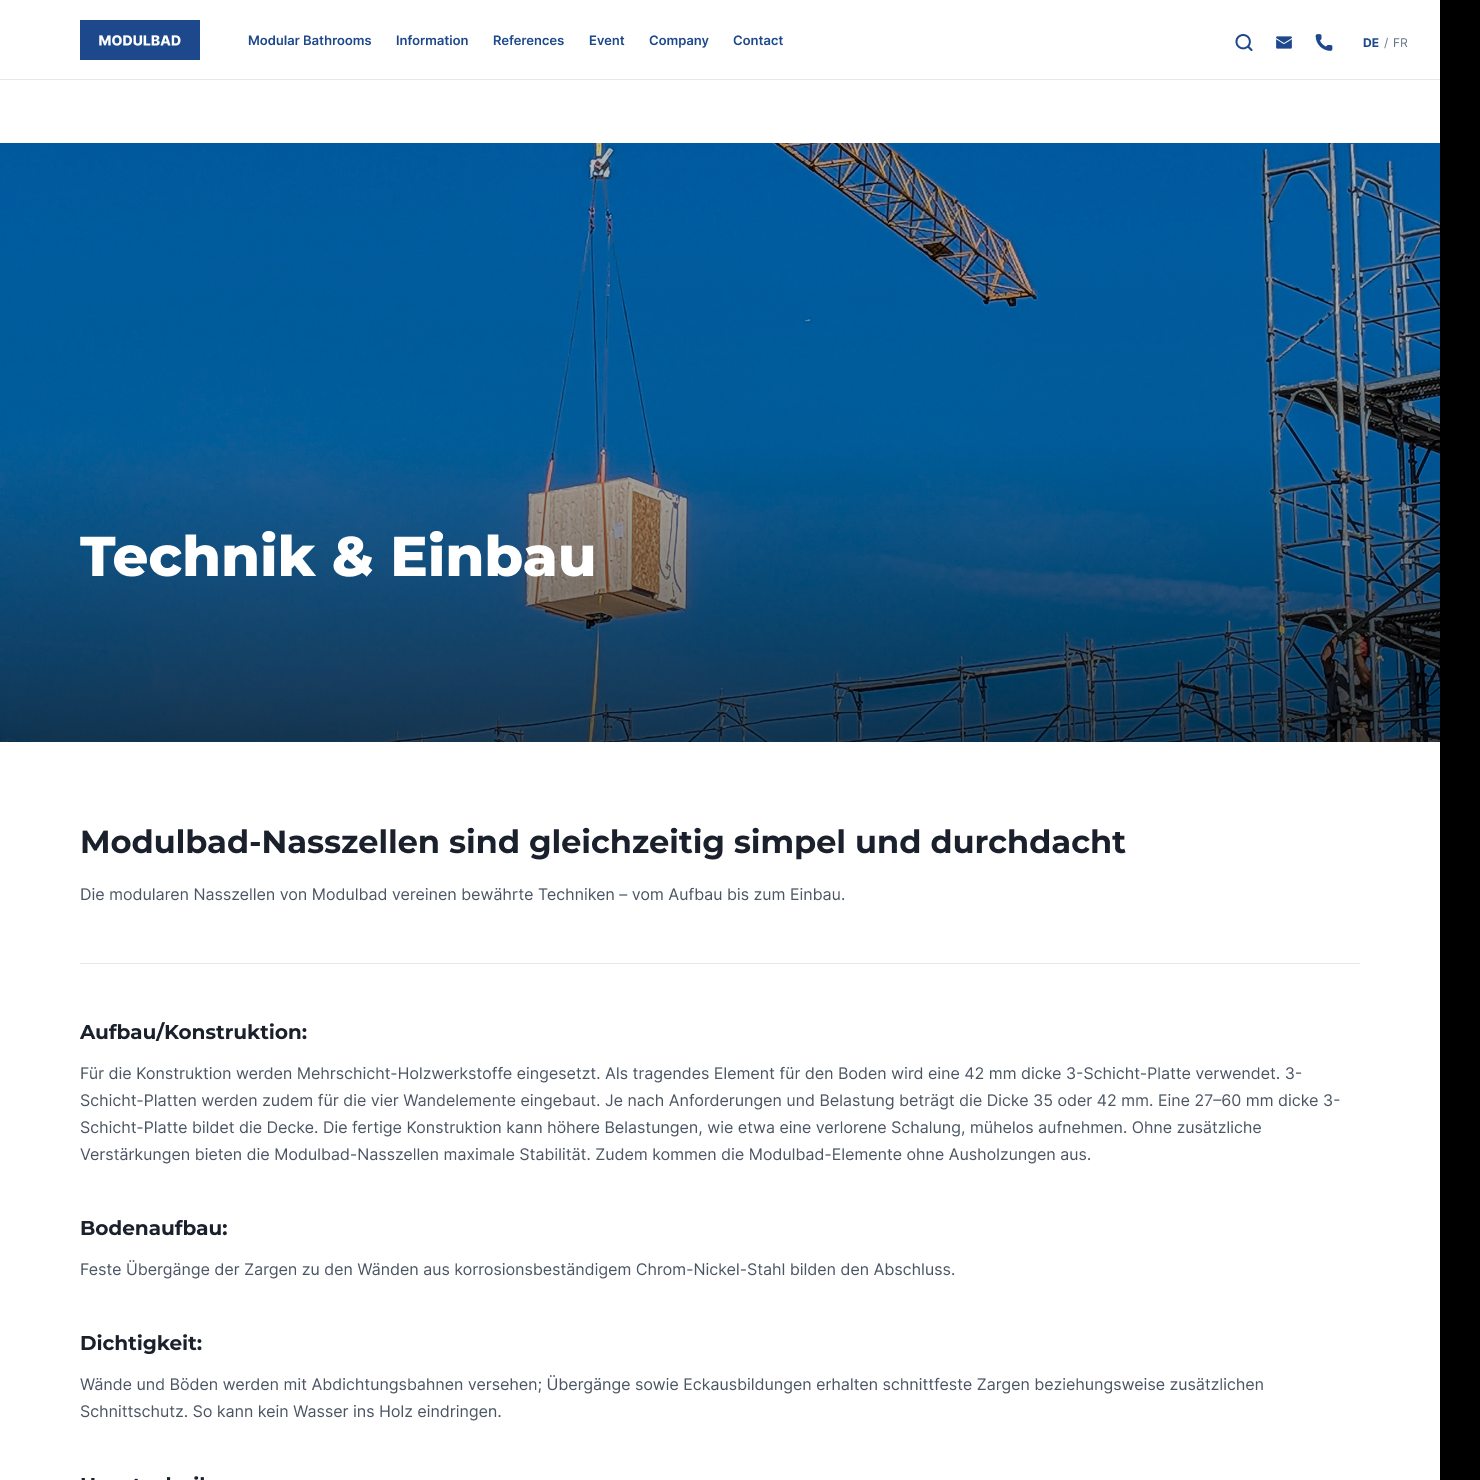 MODULBAD
Modular Bathrooms
Information
References
Event
Company
Contact
DE / FR
Technik & Einbau
Modulbad-Nasszellen sind gleichzeitig simpel und durchdacht
Die modularen Nasszellen von Modulbad vereinen bewährte Techniken – vom Aufbau bis zum Einbau.
Aufbau/Konstruktion:
Für die Konstruktion werden Mehrschicht-Holzwerkstoffe eingesetzt. Als tragendes Element für den Boden wird eine 42 mm dicke 3-Schicht-Platte verwendet. 3-
Schicht-Platten werden zudem für die vier Wandelemente eingebaut. Je nach Anforderungen und Belastung beträgt die Dicke 35 oder 42 mm. Eine 27–60 mm dicke 3-
Schicht-Platte bildet die Decke. Die fertige Konstruktion kann höhere Belastungen, wie etwa eine verlorene Schalung, mühelos aufnehmen. Ohne zusätzliche
Verstärkungen bieten die Modulbad-Nasszellen maximale Stabilität. Zudem kommen die Modulbad-Elemente ohne Ausholzungen aus.
Bodenaufbau:
Feste Übergänge der Zargen zu den Wänden aus korrosionsbeständigem Chrom-Nickel-Stahl bilden den Abschluss.
Dichtigkeit:
Wände und Böden werden mit Abdichtungsbahnen versehen; Übergänge sowie Eckausbildungen erhalten schnittfeste Zargen beziehungsweise zusätzlichen
Schnittschutz. So kann kein Wasser ins Holz eindringen.